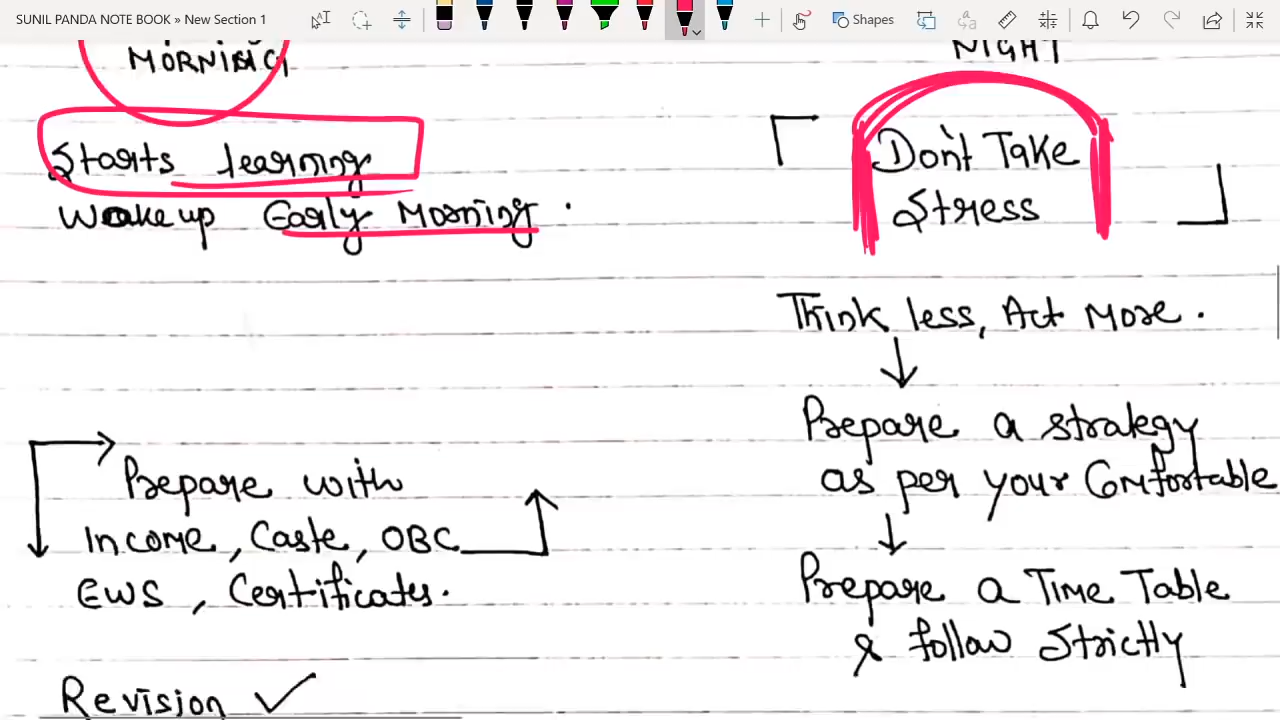 SUNIL PANDA NOTE BOOK » New Section 1
Shapes
MORNING
Starts learning
Wakeup Early Morning .
Prepare with
Income, Caste, OBC
EWS , Certificates.
Revision ✓
NIGHT
Don't Take
Stress
Think less, Act More .
Prepare a strategy
as per your Comfortable
Prepare a Time Table
& follow Strictly